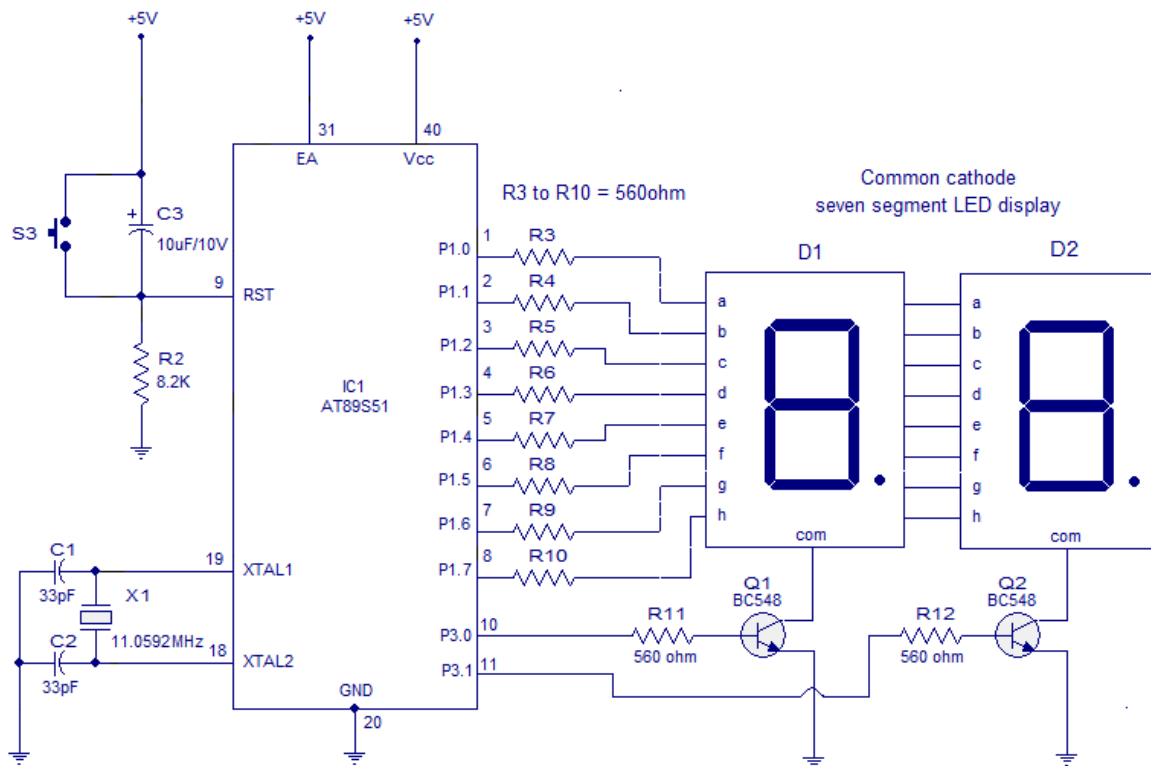 +5V
+5V
+5V
31
40
EA
Vcc
R3 to R10 = 560ohm
Common cathode
seven segment LED display
S3
+
C3
10uF/10V
9
RST
R2
8.2K
IC1
AT89S51
P1.0
1
R3
P1.1
2
R4
P1.2
3
R5
P1.3
4
R6
P1.4
5
R7
P1.5
6
R8
P1.6
7
R9
P1.7
8
R10
D1
a
b
c
d
e
f
g
h
com
D2
a
b
c
d
e
f
g
h
com
C1
33pF
19
XTAL1
X1
11.0592MHz
C2
33pF
18
XTAL2
P3.0
10
R11
560 ohm
Q1
BC548
P3.1
11
R12
560 ohm
Q2
BC548
GND
20